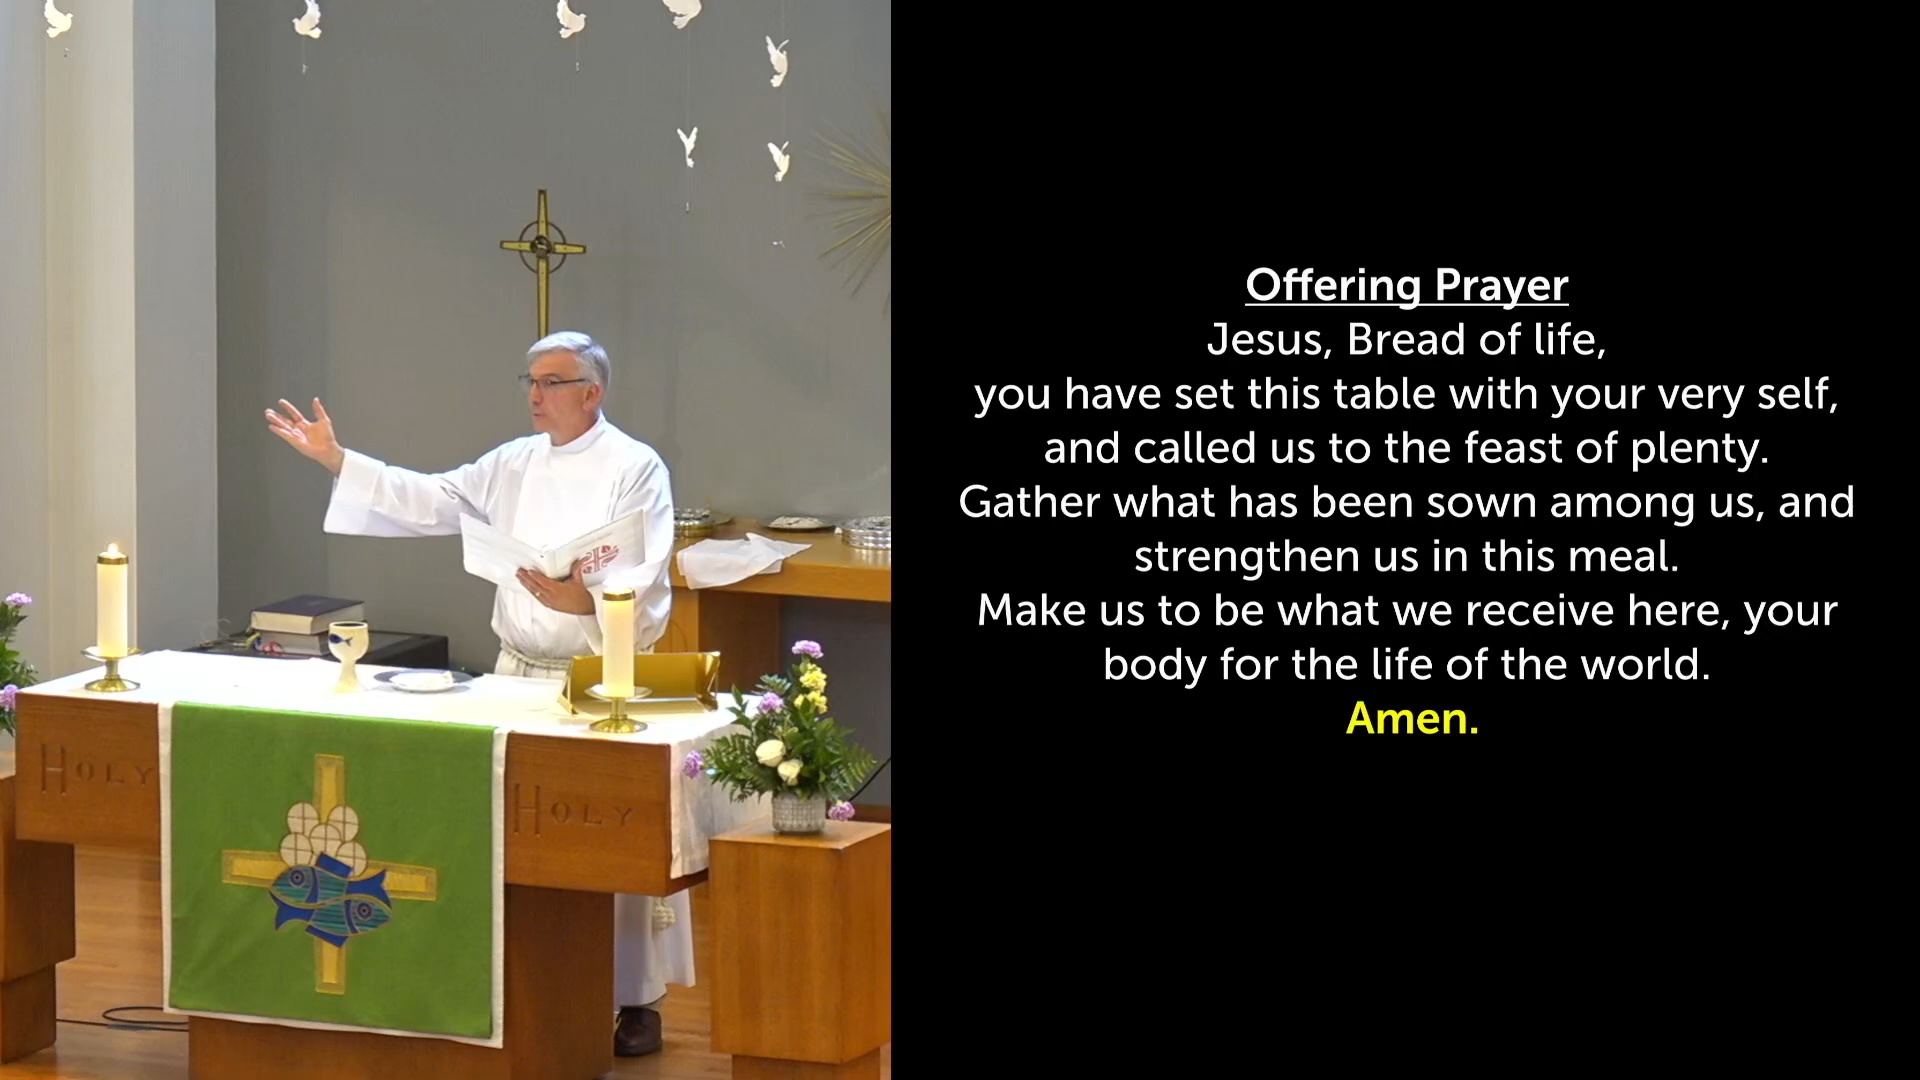 Offering Prayer
Jesus, Bread of life,
you have set this table with your very self,
and called us to the feast of plenty.
Gather what has been sown among us, and
strengthen us in this meal.
Make us to be what we receive here, your
body for the life of the world.
Amen.
HOLY
HOLY